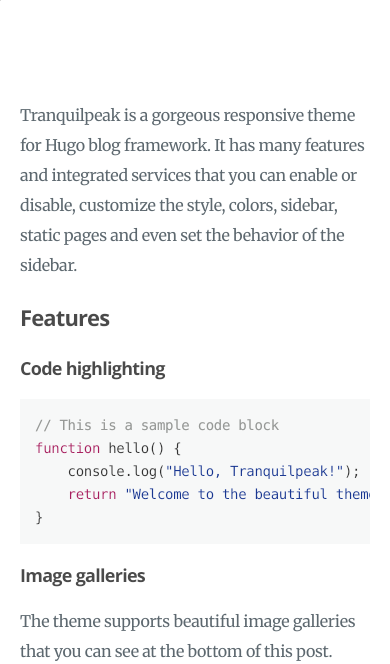 Tranquilpeak is a gorgeous responsive theme
for Hugo blog framework. It has many features
and integrated services that you can enable or
disable, customize the style, colors, sidebar,
static pages and even set the behavior of the
sidebar.
Features
Code highlighting
// This is a sample code block
function hello() {
    console.log("Hello, Tranquilpeak!");
    return "Welcome to the beautiful them
}
Image galleries
The theme supports beautiful image galleries
that you can see at the bottom of this post.